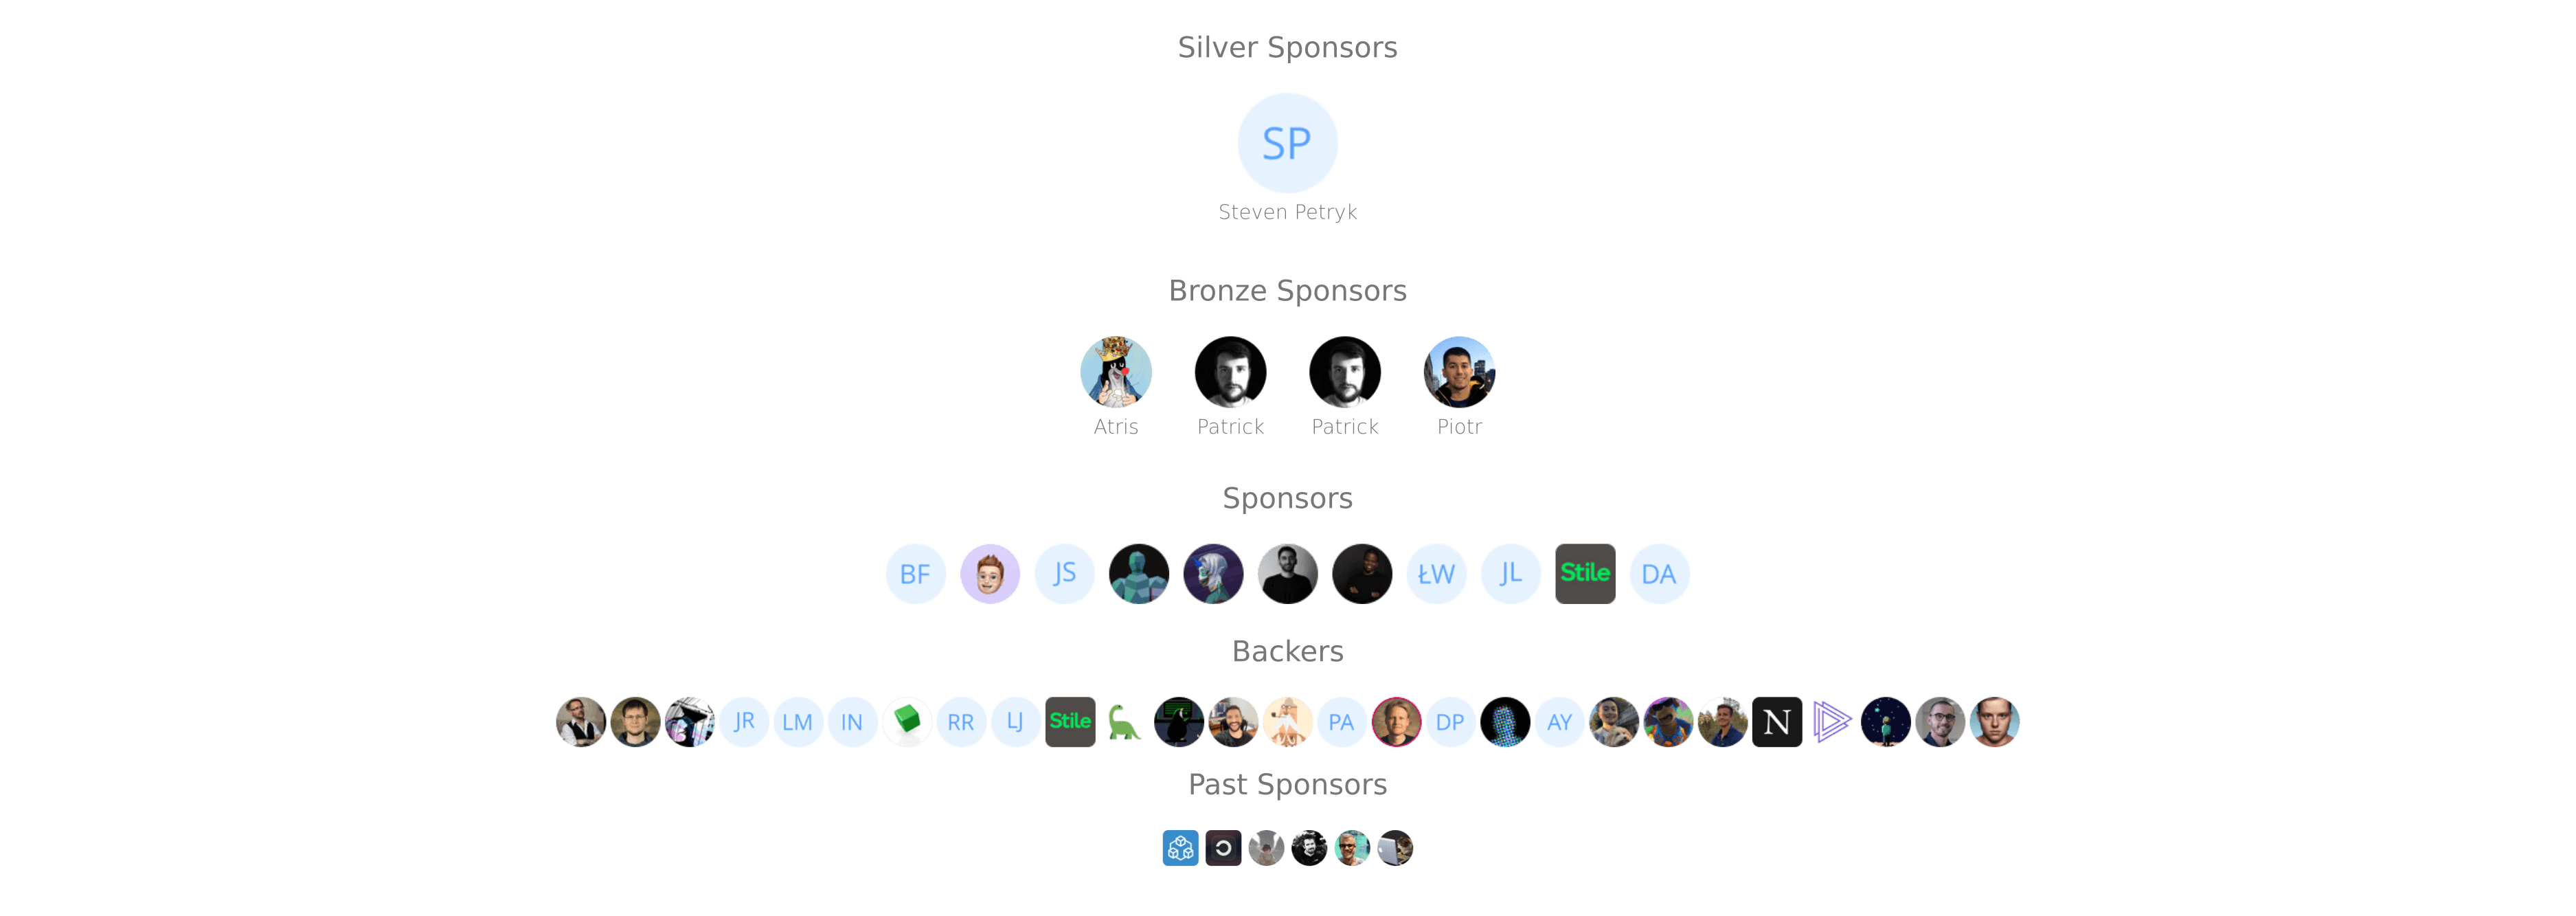 Silver Sponsors
SP
Steven Petryk
Bronze Sponsors
Atris Patrick Patrick Piotr
Sponsors
BF JS ŁW JL Stile DA
Backers
JR LM IN RR LJ Stile PA DP AY N
Past Sponsors